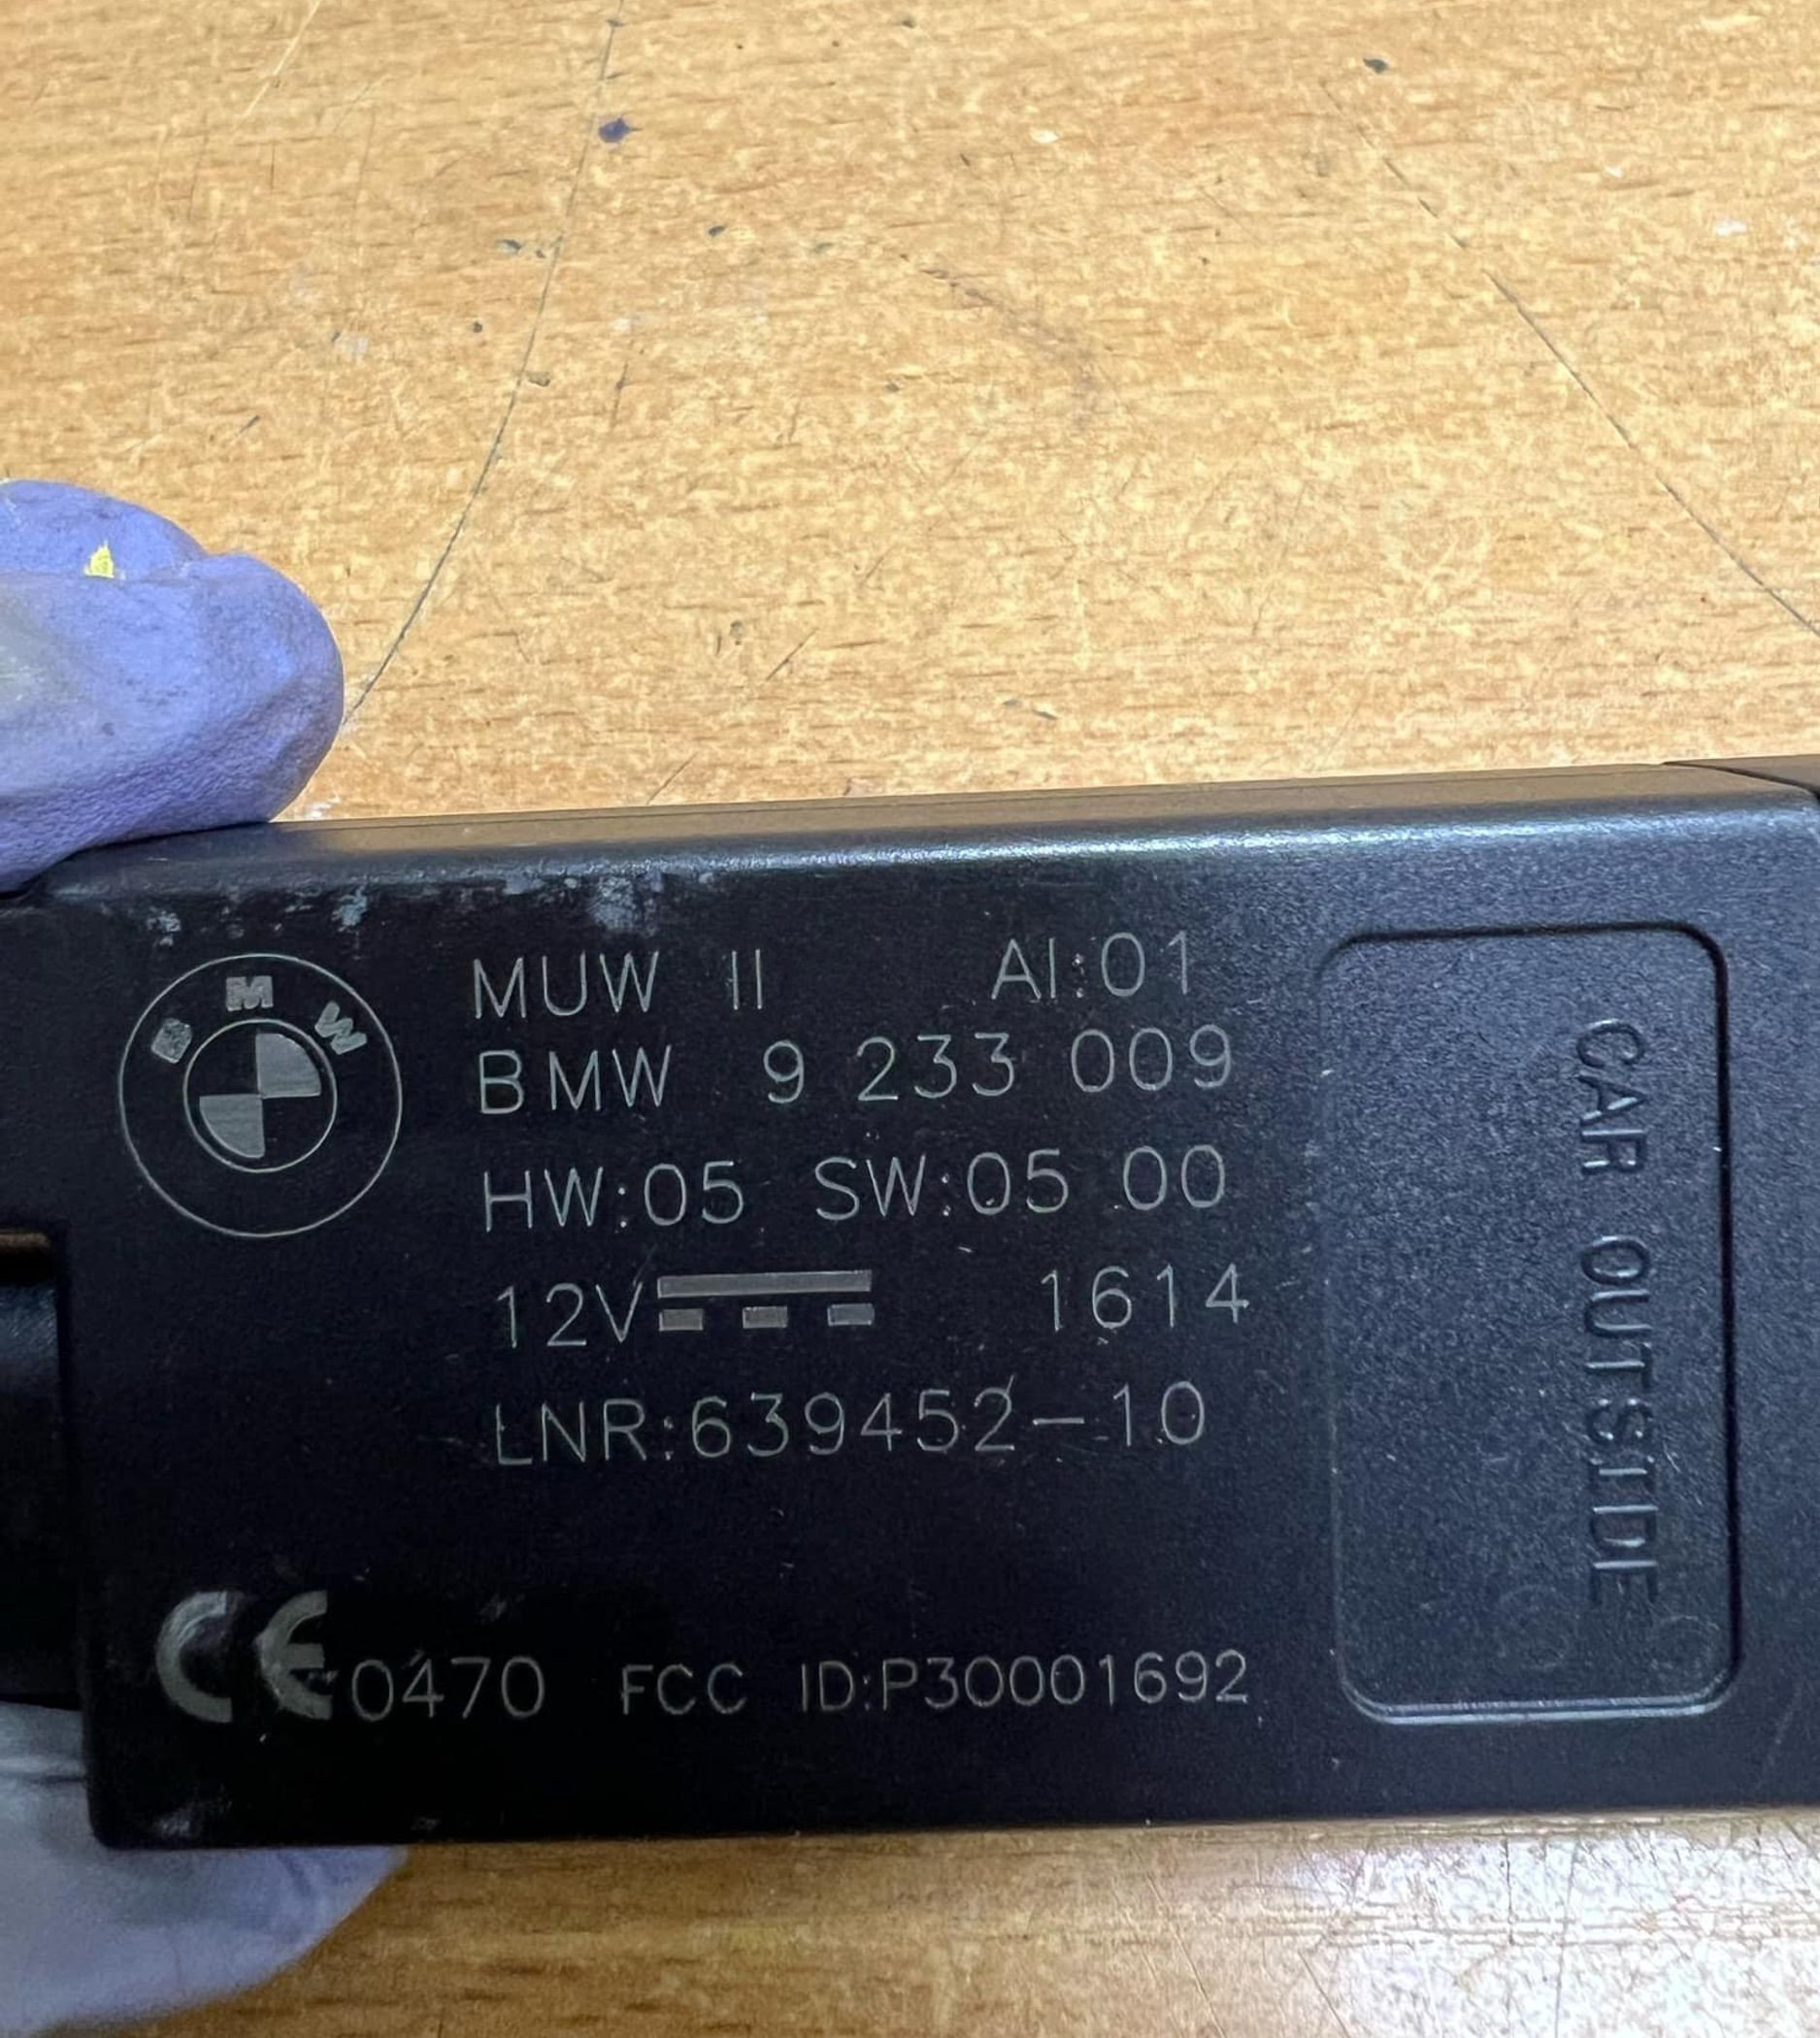 BMW
MUW II AI:01
BMW 9 233 009
HW:05 SW:05 00
12V 1614
LNR:639452-10
CE 0470 FCC ID:P30001692
CAR OUTSIDE